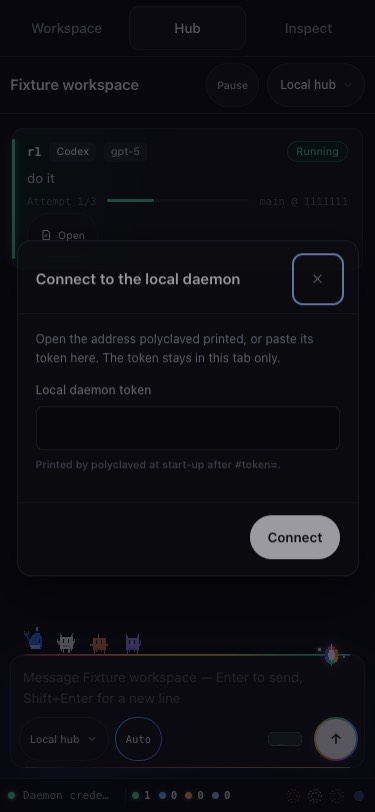 Workspace Hub Inspect
Fixture workspace Pause Local hub
r1 Codex gpt-5 Running
do it
Attempt 1/3 main @ 1111111
Open
Connect to the local daemon
Open the address polyclaved printed, or paste its
token here. The token stays in this tab only.
Local daemon token
Printed by polyclaved at start-up after #token=.
Connect
Message Fixture workspace — Enter to send,
Shift+Enter for a new line
Local hub Auto
Daemon crede… 1 0 0 0